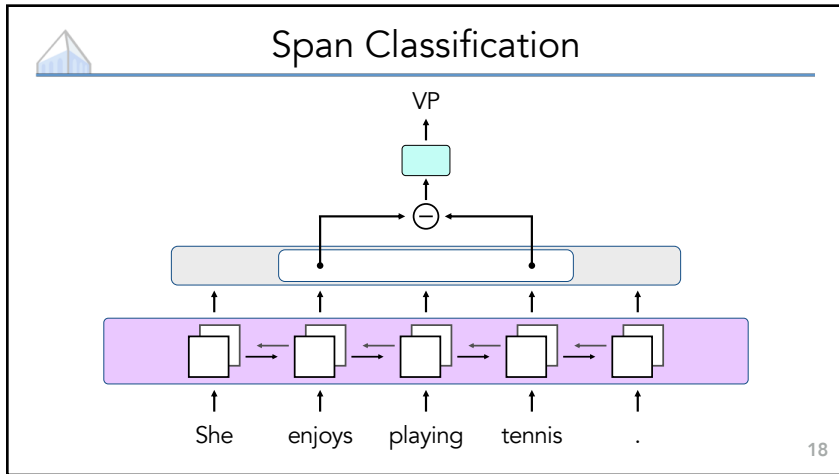 Span Classification
VP
−
She enjoys playing tennis .
18